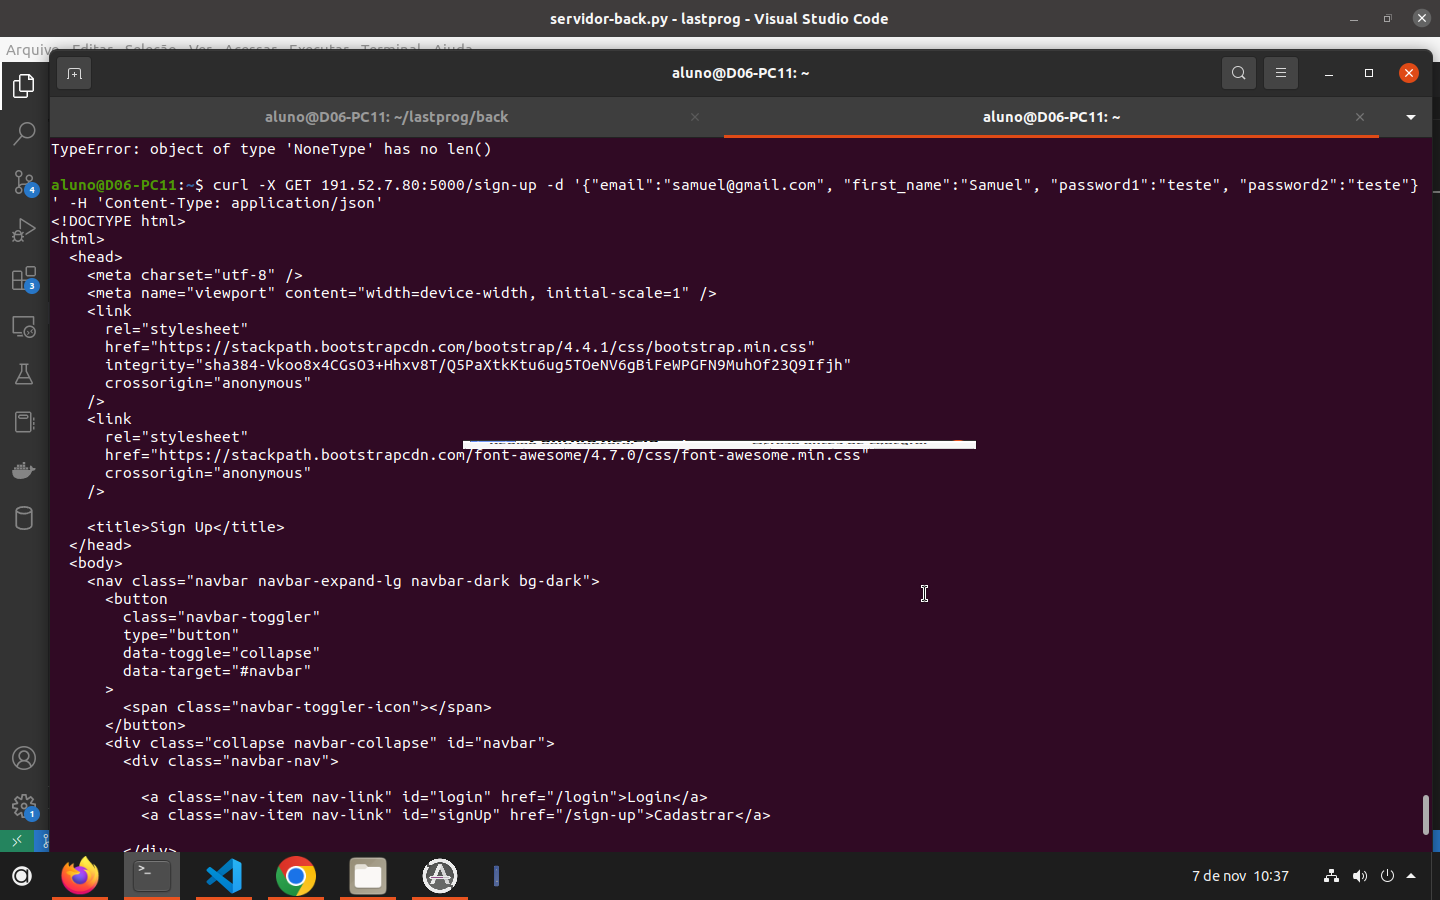 servidor-back.py - lastprog - Visual Studio Code
Arquivo Editar Seleção Ver Acessar Executar Terminal Ajuda
aluno@D06-PC11: ~
aluno@D06-PC11: ~/lastprog/back
aluno@D06-PC11: ~
TypeError: object of type 'NoneType' has no len()
aluno@D06-PC11:~$ curl -X GET 191.52.7.80:5000/sign-up -d '{"email":"samuel@gmail.com", "first_name":"Samuel", "password1":"teste", "password2":"teste"}
' -H 'Content-Type: application/json'
<!DOCTYPE html>
<html>
<head>
<meta charset="utf-8" />
<meta name="viewport" content="width=device-width, initial-scale=1" />
<link
rel="stylesheet"
href="https://stackpath.bootstrapcdn.com/bootstrap/4.4.1/css/bootstrap.min.css"
integrity="sha384-Vkoo8x4CGsO3+Hhxv8T/Q5PaXtkKtu6ug5TOeNV6gBiFeWPGFN9MuhOf23Q9Ifjh"
crossorigin="anonymous"
/>
<link
rel="stylesheet"
href="https://stackpath.bootstrapcdn.com/font-awesome/4.7.0/css/font-awesome.min.css"
crossorigin="anonymous"
/>
<title>Sign Up</title>
</head>
<body>
<nav class="navbar navbar-expand-lg navbar-dark bg-dark">
<button
class="navbar-toggler"
type="button"
data-toggle="collapse"
data-target="#navbar"
>
<span class="navbar-toggler-icon"></span>
</button>
<div class="collapse navbar-collapse" id="navbar">
<div class="navbar-nav">
<a class="nav-item nav-link" id="login" href="/login">Login</a>
<a class="nav-item nav-link" id="signUp" href="/sign-up">Cadastrar</a>
</div>
4
3
1
7 de nov 10:37